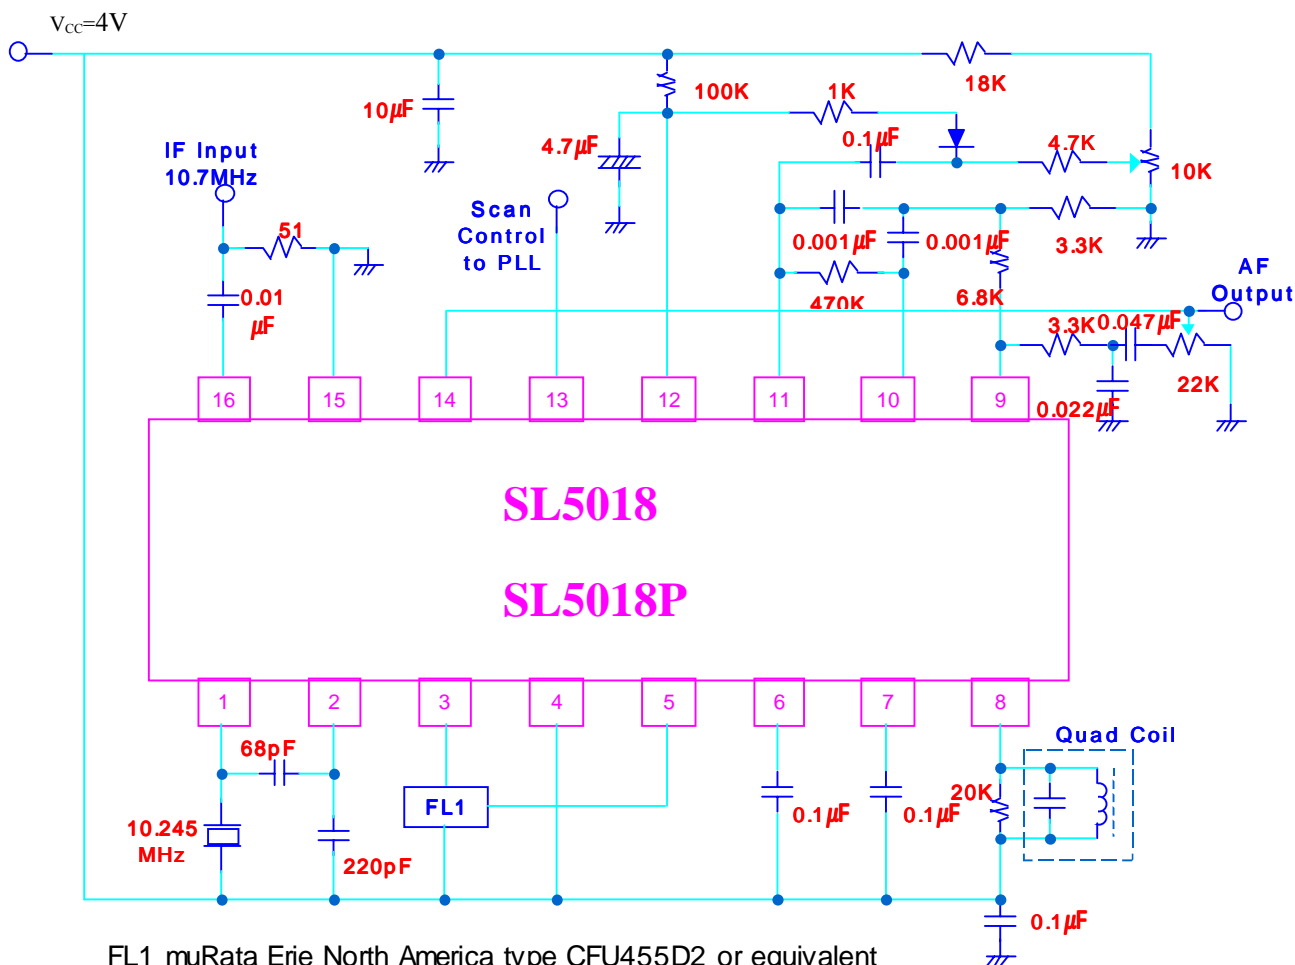 VCC=4V
18K
100K
1K
10μF
0.1μF
4.7μF
4.7K
IF Input
10.7MHz
10K
Scan
Control
to PLL
51
0.001μF
0.001μF
3.3K
AF
Output
0.01
μF
470K
6.8K
3.3K
0.047μF
22K
0.022μF
16
15
14
13
12
11
10
9
SL5018
SL5018P
1
2
3
4
5
6
7
8
Quad Coil
68pF
FL1
20K
10.245
MHz
0.1μF
0.1μF
220pF
0.1μF
FL1 muRata Erie North America type CFU455D2 or equivalent